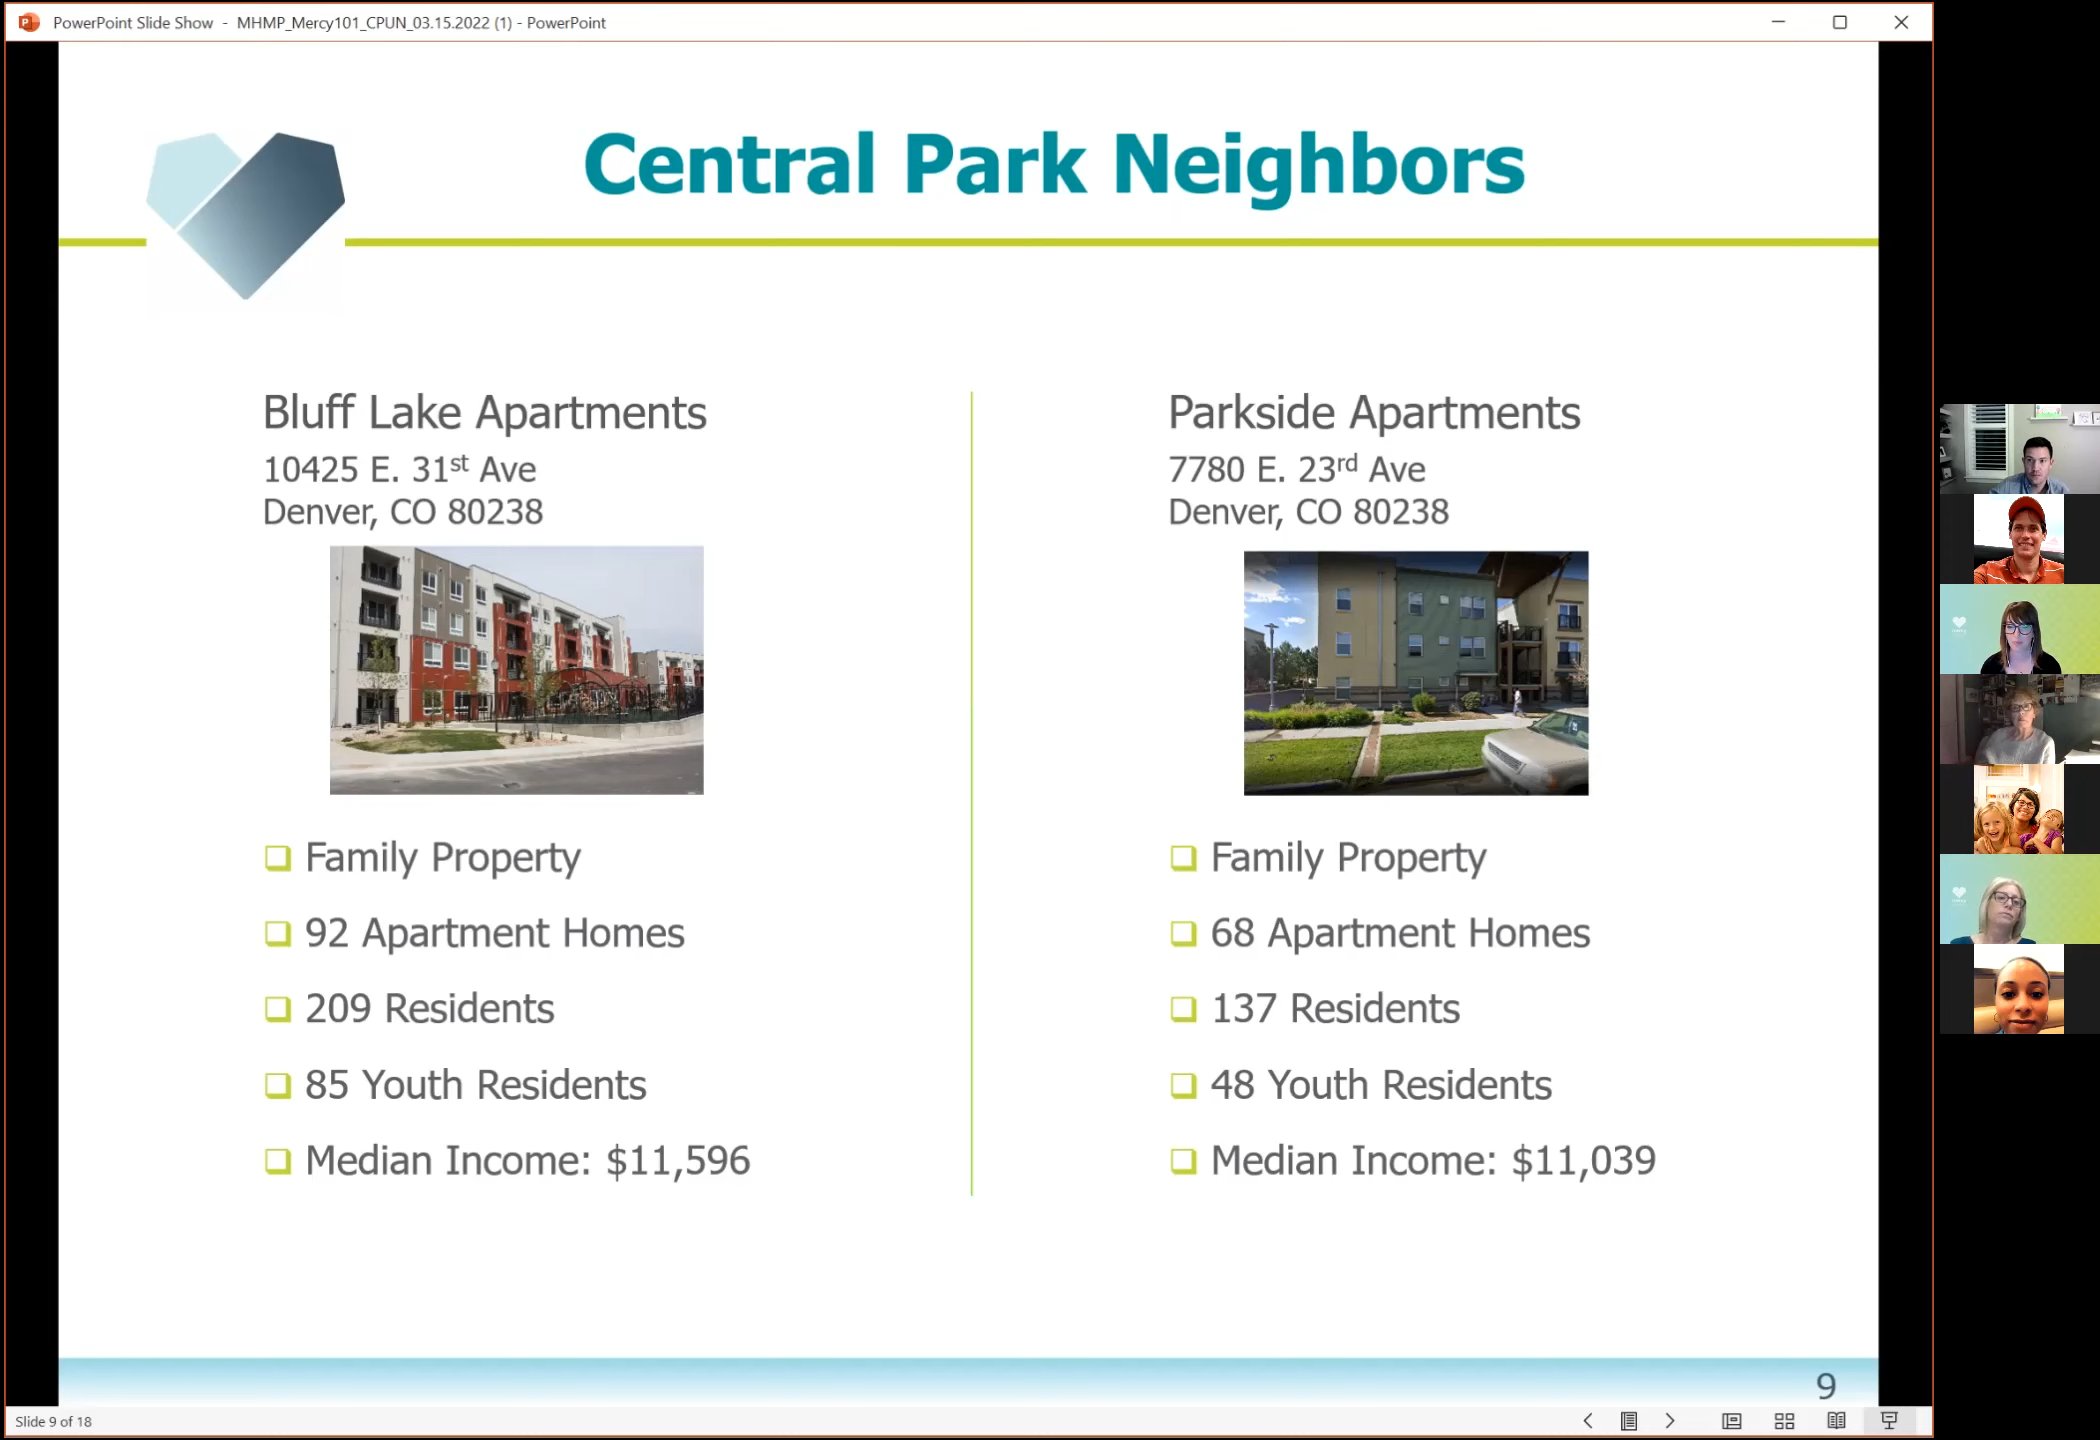 PowerPoint Slide Show - MHMP_Mercy101_CPUN_03.15.2022 (1) - PowerPoint
Central Park Neighbors
Bluff Lake Apartments
10425 E. 31st Ave
Denver, CO 80238
Family Property
92 Apartment Homes
209 Residents
85 Youth Residents
Median Income: $11,596
Parkside Apartments
7780 E. 23rd Ave
Denver, CO 80238
Family Property
68 Apartment Homes
137 Residents
48 Youth Residents
Median Income: $11,039
9
Slide 9 of 18